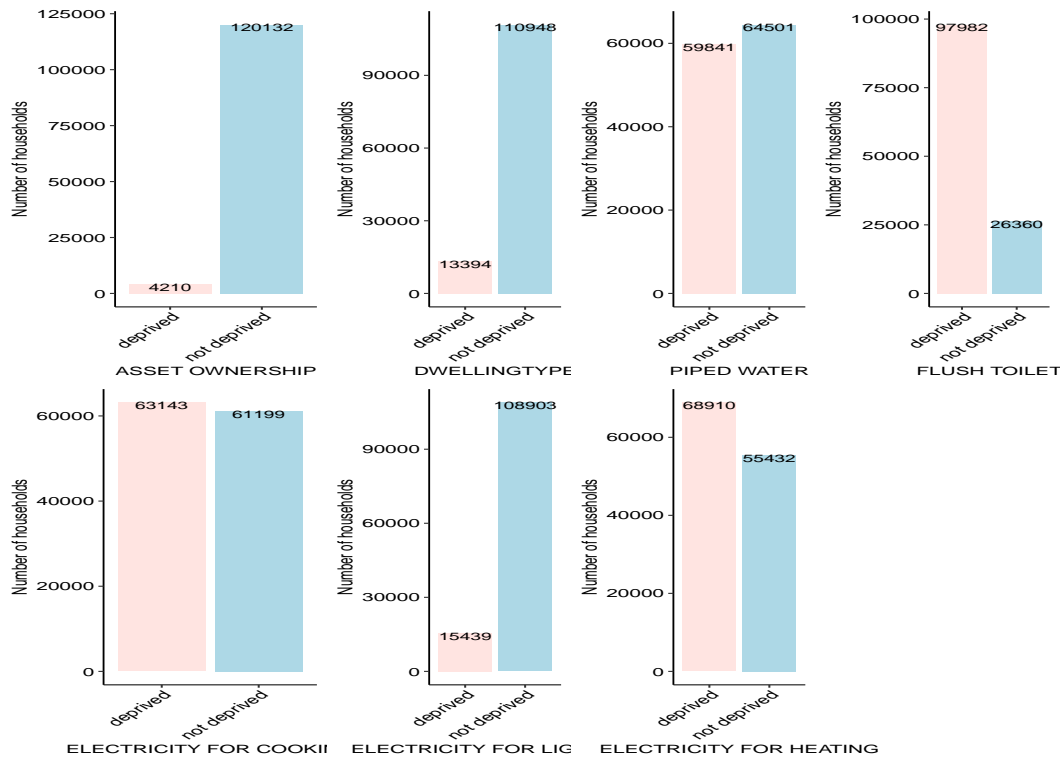 Number of households
125000
100000
75000
50000
25000
0
120132
4210
deprived
not deprived
ASSET OWNERSHIP
Number of households
90000
60000
30000
0
110948
13394
deprived
not deprived
DWELLINGTYPE
Number of households
60000
40000
20000
0
59841
64501
deprived
not deprived
PIPED WATER
Number of households
100000
75000
50000
25000
0
97982
26360
deprived
not deprived
FLUSH TOILET
Number of households
60000
40000
20000
0
63143
61199
deprived
not deprived
ELECTRICITY FOR COOKII
Number of households
90000
60000
30000
0
108903
15439
deprived
not deprived
ELECTRICITY FOR LIG
Number of households
60000
40000
20000
0
68910
55432
deprived
not deprived
ELECTRICITY FOR HEATING